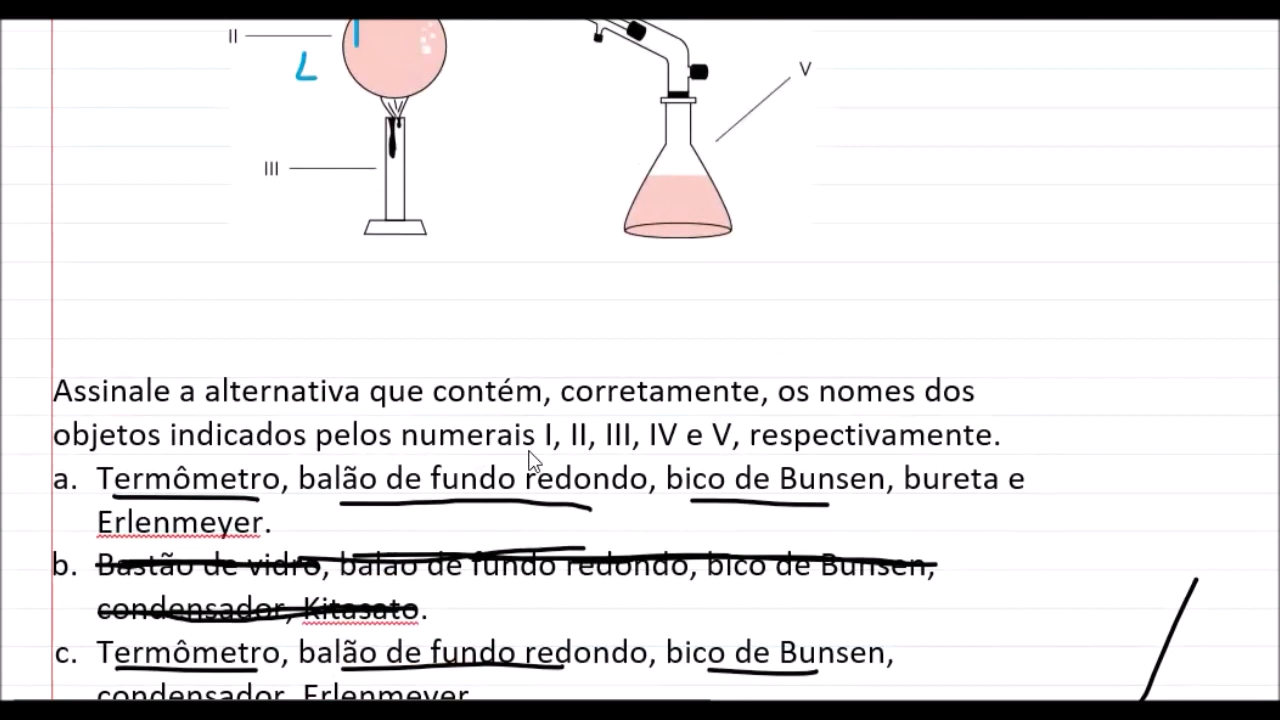 II
V
III
Assinale a alternativa que contém, corretamente, os nomes dos
objetos indicados pelos numerais I, II, III, IV e V, respectivamente.
a. Termômetro, balão de fundo redondo, bico de Bunsen, bureta e
Erlenmeyer.
b. Bastão de vidro, balão de fundo redondo, bico de Bunsen,
condensador, Kitasato.
c. Termômetro, balão de fundo redondo, bico de Bunsen,
condensador, Erlenmeyer.